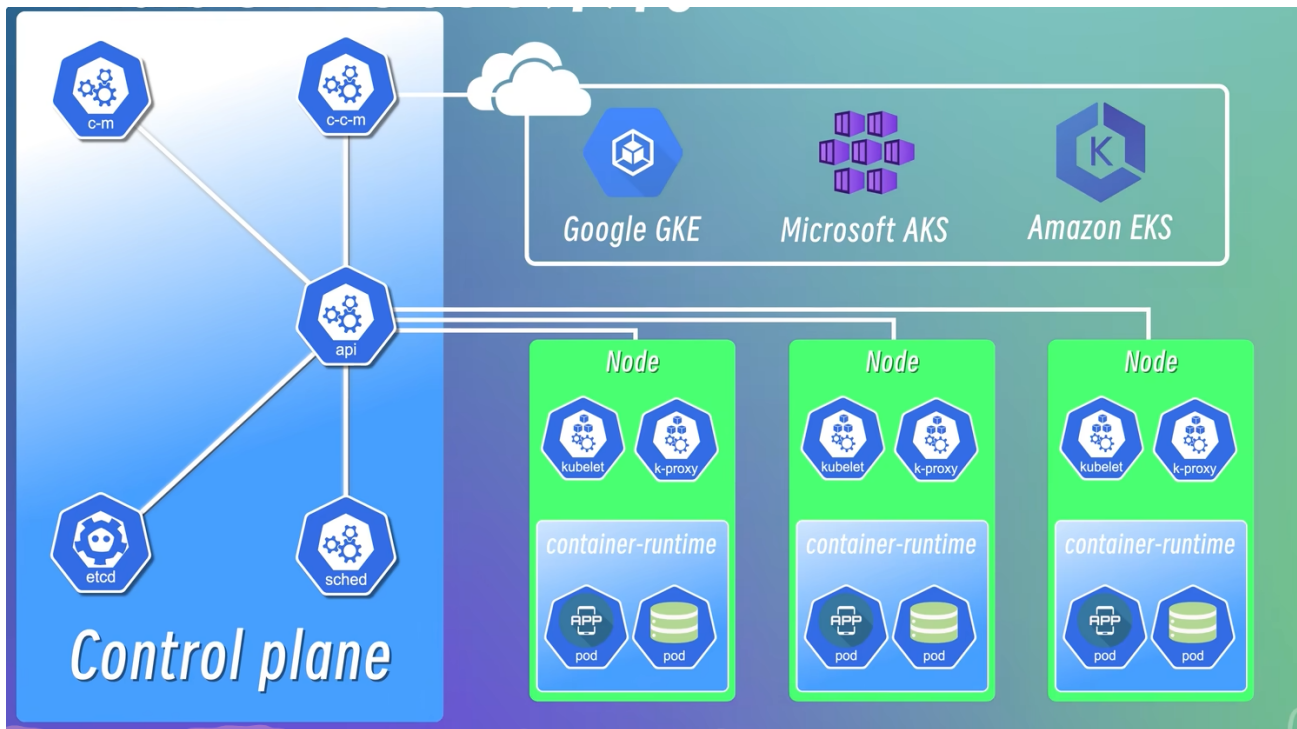 c-m
c-c-m
api
etcd
sched
Control plane
K
Google GKE
Microsoft AKS
Amazon EKS
Node
kubelet
k-proxy
container-runtime
APP
pod
pod
Node
kubelet
k-proxy
container-runtime
APP
pod
pod
Node
kubelet
k-proxy
container-runtime
APP
pod
pod